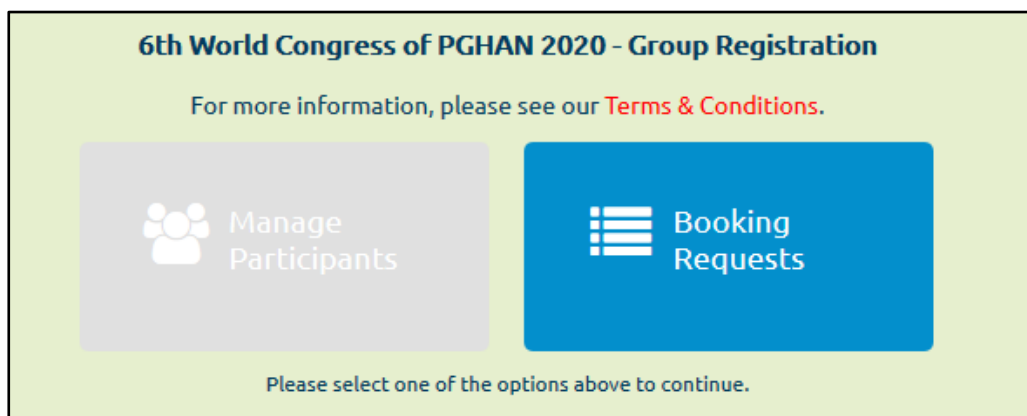 6th World Congress of PGHAN 2020 - Group Registration
For more information, please see our Terms & Conditions.
Manage
Participants
Booking
Requests
Please select one of the options above to continue.